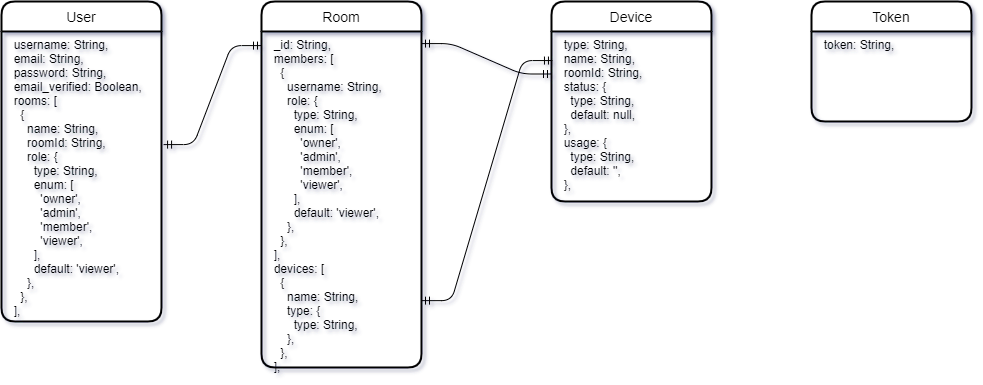 User
username: String,
email: String,
password: String,
email_verified: Boolean,
rooms: [
{
name: String,
roomId: String,
role: {
type: String,
enum: [
'owner',
'admin',
'member',
'viewer',
],
default: 'viewer',
},
},
],
Room
_id: String,
members: [
{
username: String,
role: {
type: String,
enum: [
'owner',
'admin',
'member',
'viewer',
],
default: 'viewer',
},
},
],
devices: [
{
name: String,
type: {
type: String,
},
},
],
Device
type: String,
name: String,
roomId: String,
status: {
type: String,
default: null,
},
usage: {
type: String,
default: '',
},
Token
token: String,